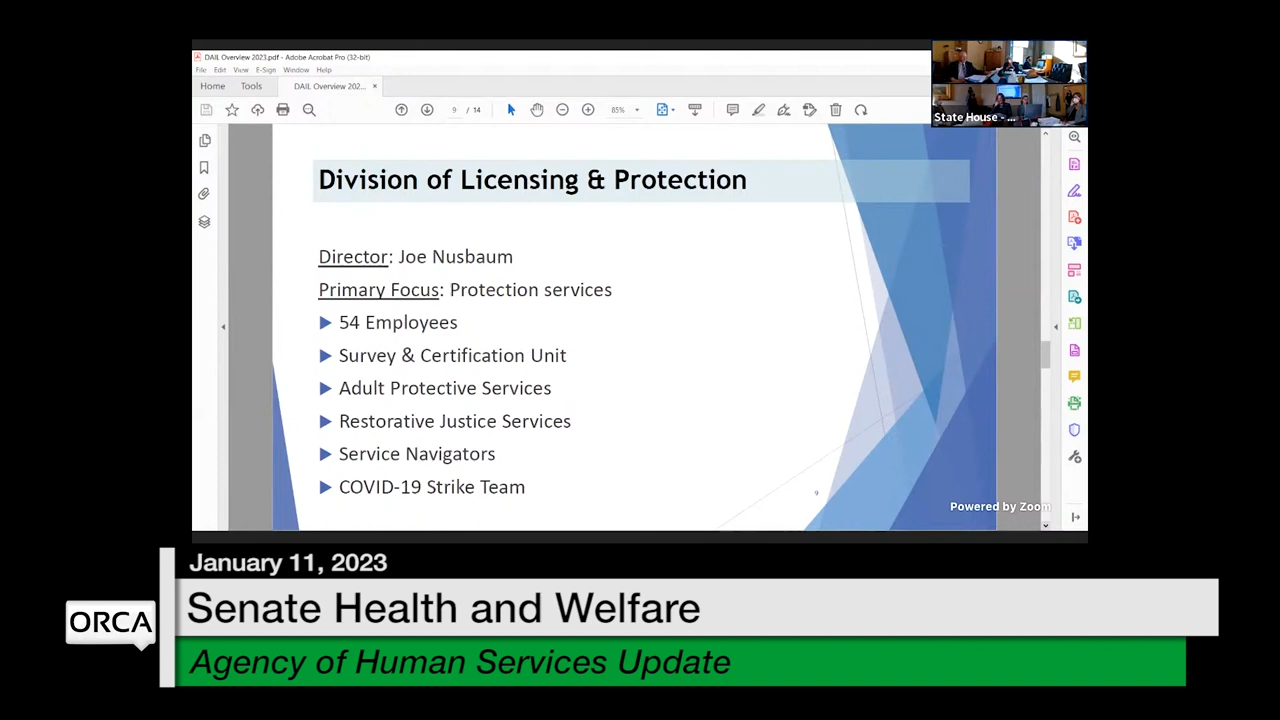 DAIL Overview 2023.pdf - Adobe Acrobat Pro (32-bit)
File Edit View E-Sign Window Help
Home Tools DAIL Overview 202... ×
9 / 14 85%
State House - ...
Division of Licensing & Protection
Director: Joe Nusbaum
Primary Focus: Protection services
54 Employees
Survey & Certification Unit
Adult Protective Services
Restorative Justice Services
Service Navigators
COVID-19 Strike Team
9
Powered by Zoom
January 11, 2023
Senate Health and Welfare
ORCA
Agency of Human Services Update